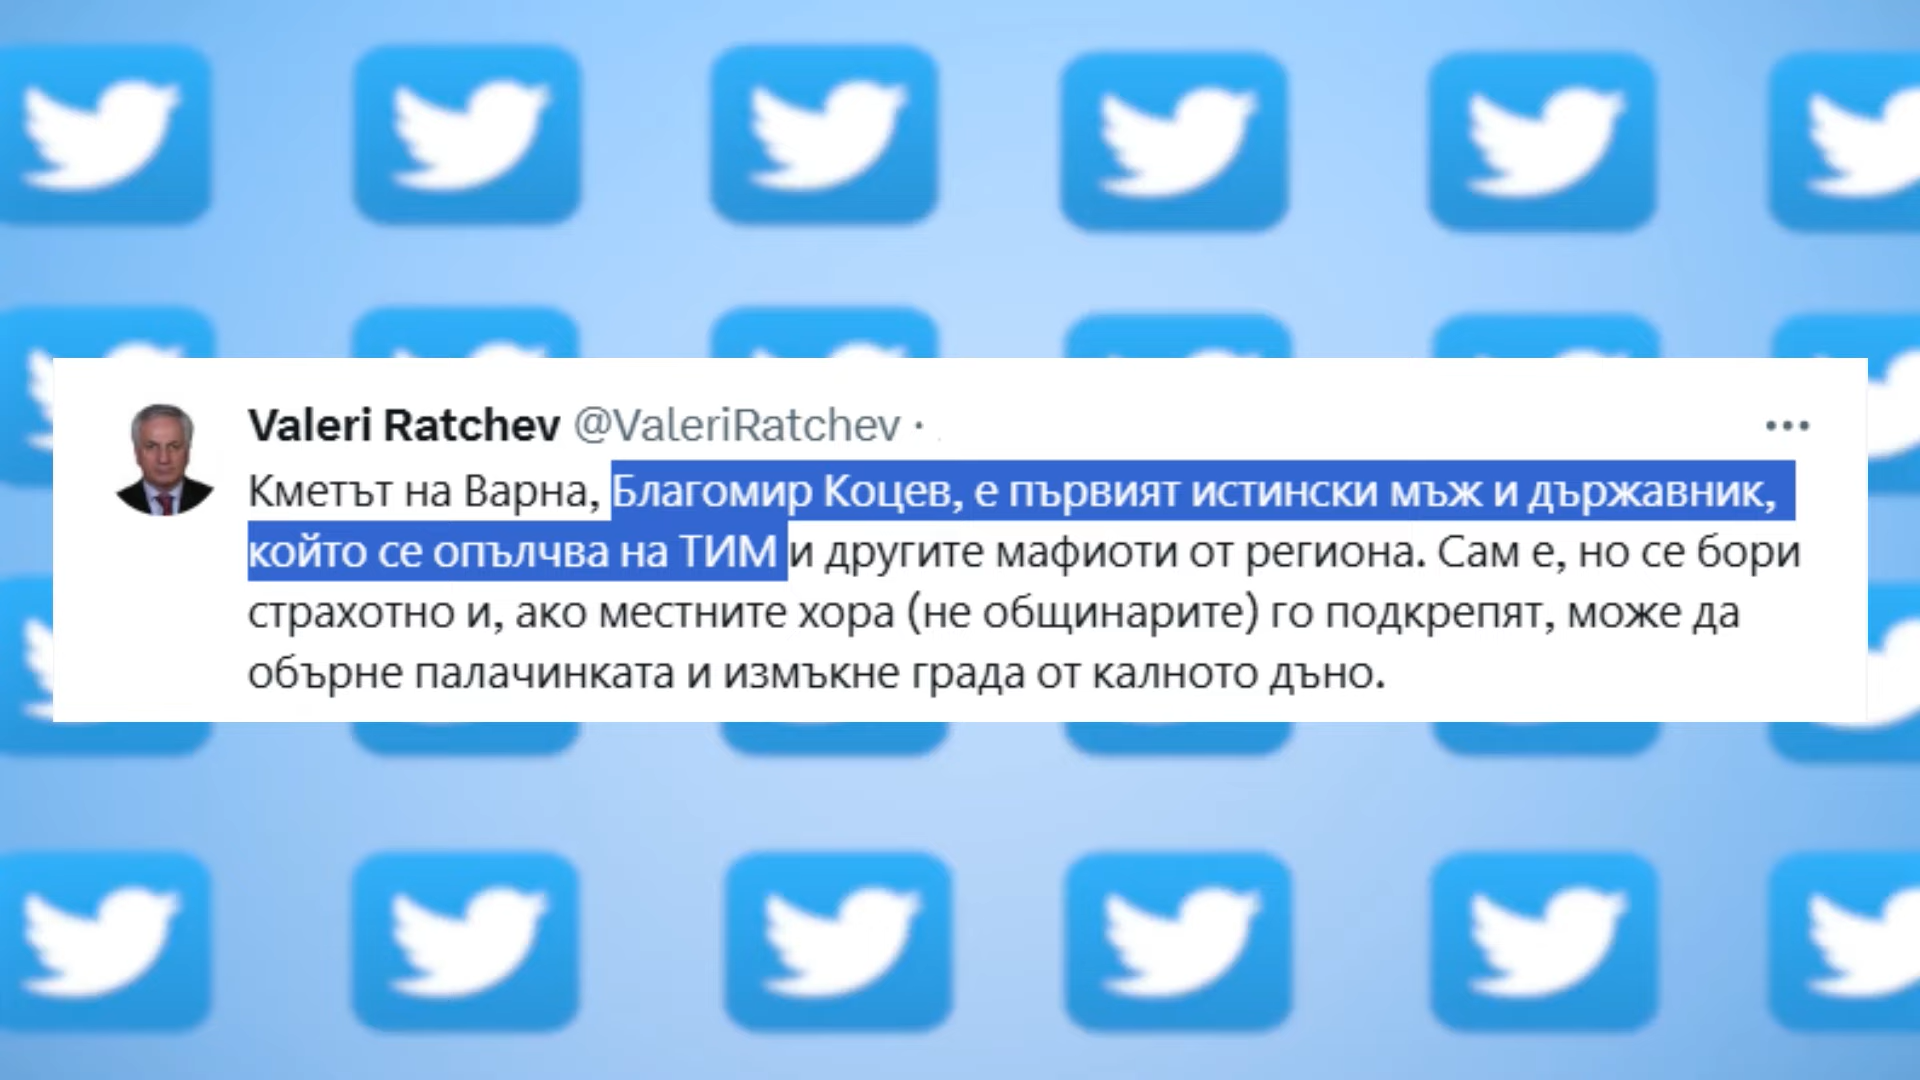 Valeri Ratchev @ValeriRatchev ·
Кметът на Варна, Благомир Коцев, е първият истински мъж и държавник,
който се опълчва на ТИМ и другите мафиоти от региона. Сам е, но се бори
страхотно и, ако местните хора (не общинарите) го подкрепят, може да
обърне палачинката и измъкне града от калното дъно.